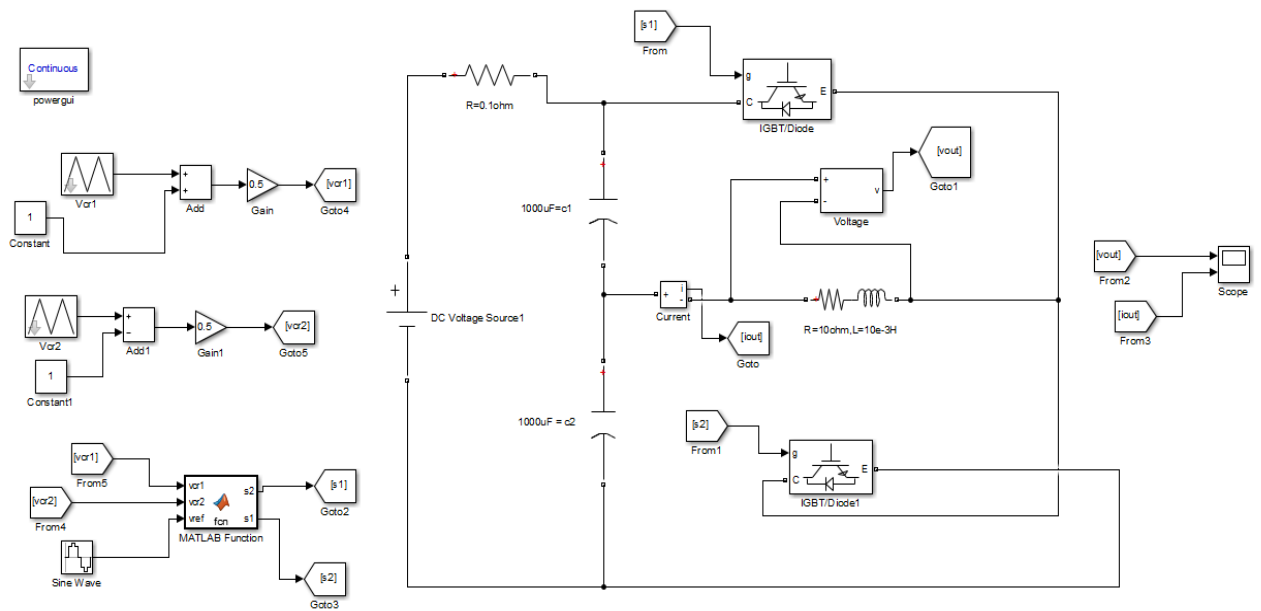 Continuous
powergui
Vcr1
1
Constant
+
+
Add
0.5
Gain
[vcr1]
Goto4
Vcr2
1
Constant1
+
−
Add1
0.5
Gain1
[vcr2]
Goto5
[vcr1]
From5
[vcr2]
From4
Sine Wave
vcr1
vcr2
vref
fcn
s2
s1
MATLAB Function
[s1]
Goto2
[s2]
Goto3
R=0.1ohm
+
DC Voltage Source1
1000uF=c1
1000uF = c2
[s1]
From
g
C
E
IGBT/Diode
+
-
v
Voltage
[vout]
Goto1
+
i
-
Current
[iout]
Goto
R=10ohm,L=10e-3H
[s2]
From1
g
C
E
IGBT/Diode1
[vout]
From2
[iout]
From3
Scope